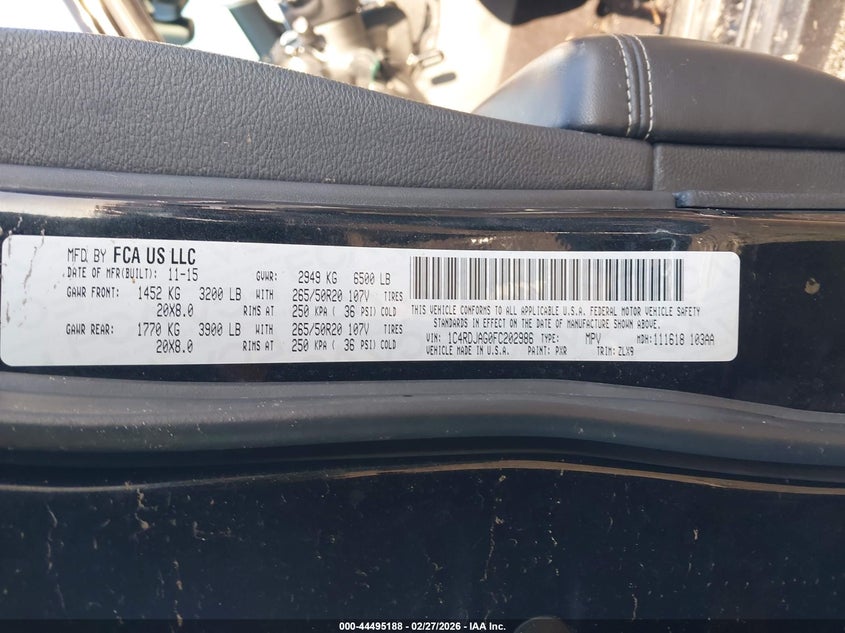 MFD BY FCA US LLC
DATE OF MFR(BUILT): 11-15 GVWR: 2949 KG 6500 LB
GAWR FRONT: 1452 KG 3200 LB WITH 265/50R20 107V TIRES
20X8.0 RIMS AT 250 KPA ( 36 PSI) COLD
GAWR REAR: 1770 KG 3900 LB WITH 265/50R20 107V TIRES
20X8.0 RIMS AT 250 KPA ( 36 PSI) COLD
THIS VEHICLE CONFORMS TO ALL APPLICABLE U.S.A. FEDERAL MOTOR VEHICLE SAFETY
STANDARDS IN EFFECT ON THE DATE OF MANUFACTURE SHOWN ABOVE.
VIN: 1C4RDJAG0FC202986 TYPE: MPV MDH: 111618 103AA
VEHICLE MADE IN U.S.A. PAINT: PXR TRIM: ZLX9
000-44495188 - 02/27/2026 - IAA Inc.